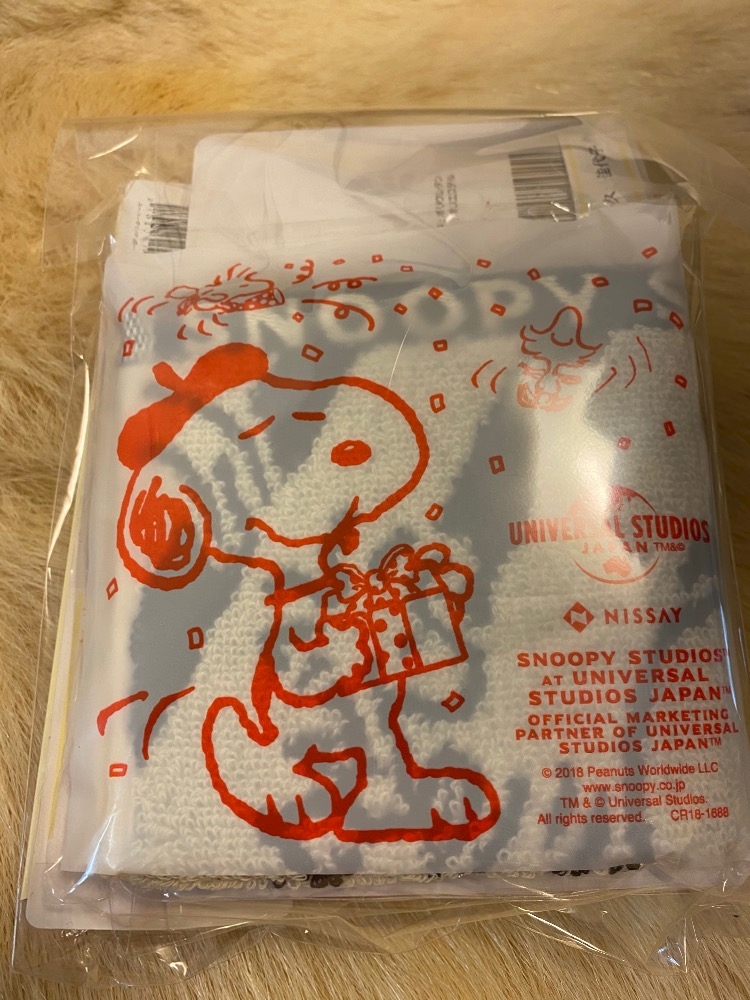 SNOOPY S
UNIVERSAL STUDIOS
JAPAN TM&©
NISSAY
SNOOPY STUDIOS™
AT UNIVERSAL
STUDIOS JAPAN™
OFFICIAL MARKETING
PARTNER OF UNIVERSAL
STUDIOS JAPAN™
© 2018 Peanuts Worldwide LLC
www.snoopy.co.jp
TM & © Universal Studios.
All rights reserved. CR18-1688